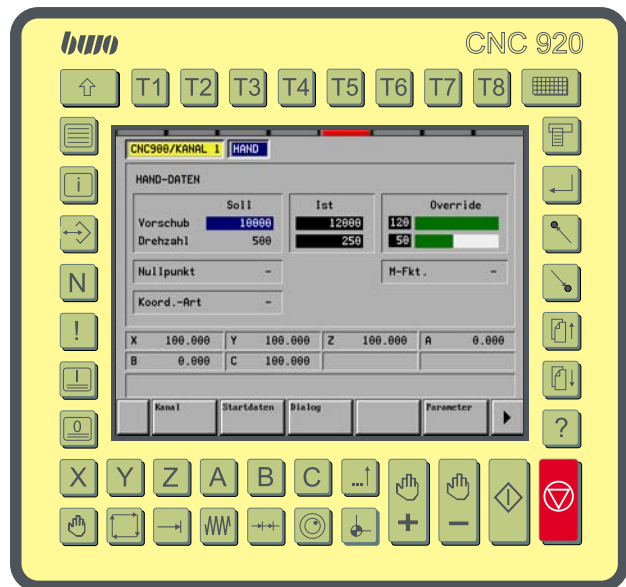 bwo CNC 920
T1 T2 T3 T4 T5 T6 T7 T8
CNC900/KANAL 1 HAND
HAND-DATEN
Soll Ist Override
Vorschub 10000 12000 120
Drehzahl 500 250 50
Nullpunkt - M-Fkt. -
Koord.-Art -
X 100.000 Y 100.000 Z 100.000 A 0.000
B 0.000 C 100.000
Kanal Startdaten Dialog Parameter
i
N
!
I
0
?
X Y Z A B C ...
+ −